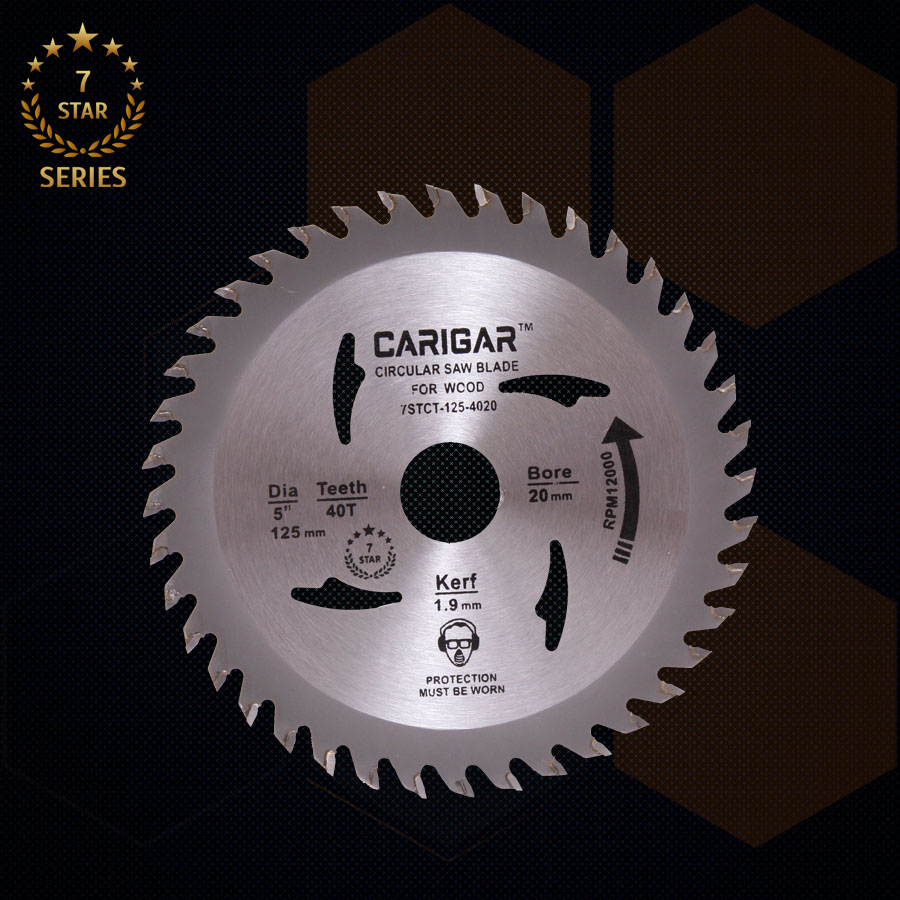 7
STAR
SERIES
CARIGAR™
CIRCULAR SAW BLADE
FOR WOOD
7STCT-125-4020
Dia
5"
125 mm
Teeth
40T
7
STAR
Bore
20 mm
RPM12000
Kerf
1.9 mm
PROTECTION
MUST BE WORN